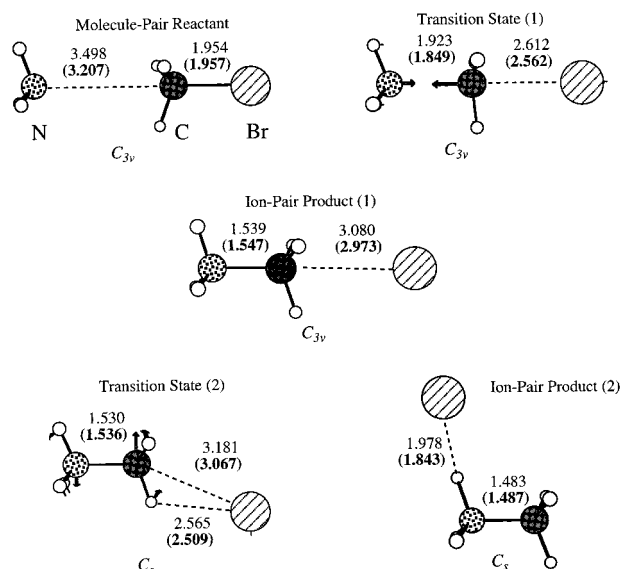 Molecule-Pair Reactant
3.498
(3.207)
1.954
(1.957)
N
C
Br
C3v
Transition State (1)
1.923
(1.849)
2.612
(2.562)
C3v
Ion-Pair Product (1)
1.539
(1.547)
3.080
(2.973)
C3v
Transition State (2)
1.530
(1.536)
3.181
(3.067)
2.565
(2.509)
Ion-Pair Product (2)
1.978
(1.843)
1.483
(1.487)
Cs